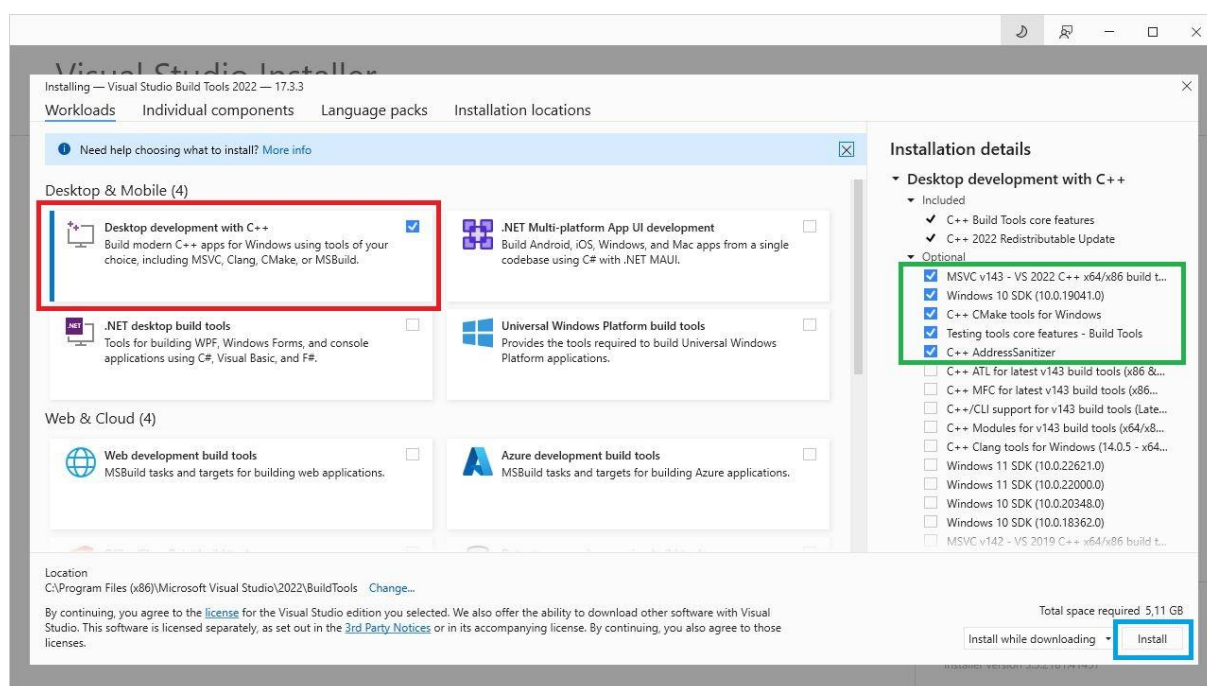 Visual Studio Installer
Installing — Visual Studio Build Tools 2022 — 17.3.3
Workloads Individual components Language packs Installation locations
Need help choosing what to install? More info
Desktop & Mobile (4)
Desktop development with C++
Build modern C++ apps for Windows using tools of your
choice, including MSVC, Clang, CMake, or MSBuild.
.NET Multi-platform App UI development
Build Android, iOS, Windows, and Mac apps from a single
codebase using C# with .NET MAUI.
.NET
.NET desktop build tools
Tools for building WPF, Windows Forms, and console
applications using C#, Visual Basic, and F#.
Universal Windows Platform build tools
Provides the tools required to build Universal Windows
Platform applications.
Web & Cloud (4)
Web development build tools
MSBuild tasks and targets for building web applications.
Azure development build tools
MSBuild tasks and targets for building Azure applications.
Installation details
Desktop development with C++
Included
C++ Build Tools core features
C++ 2022 Redistributable Update
Optional
MSVC v143 - VS 2022 C++ x64/x86 build t...
Windows 10 SDK (10.0.19041.0)
C++ CMake tools for Windows
Testing tools core features - Build Tools
C++ AddressSanitizer
C++ ATL for latest v143 build tools (x86 &...
C++ MFC for latest v143 build tools (x86...
C++/CLI support for v143 build tools (Late...
C++ Modules for v143 build tools (x64/x8...
C++ Clang tools for Windows (14.0.5 - x64...
Windows 11 SDK (10.0.22621.0)
Windows 11 SDK (10.0.22000.0)
Windows 10 SDK (10.0.20348.0)
Windows 10 SDK (10.0.18362.0)
MSVC v142 - VS 2019 C++ x64/x86 build t...
Location
C:\Program Files (x86)\Microsoft Visual Studio\2022\BuildTools Change...
By continuing, you agree to the license for the Visual Studio edition you selected. We also offer the ability to download other software with Visual
Studio. This software is licensed separately, as set out in the 3rd Party Notices or in its accompanying license. By continuing, you also agree to those
licenses.
Total space required 5,11 GB
Install while downloading Install